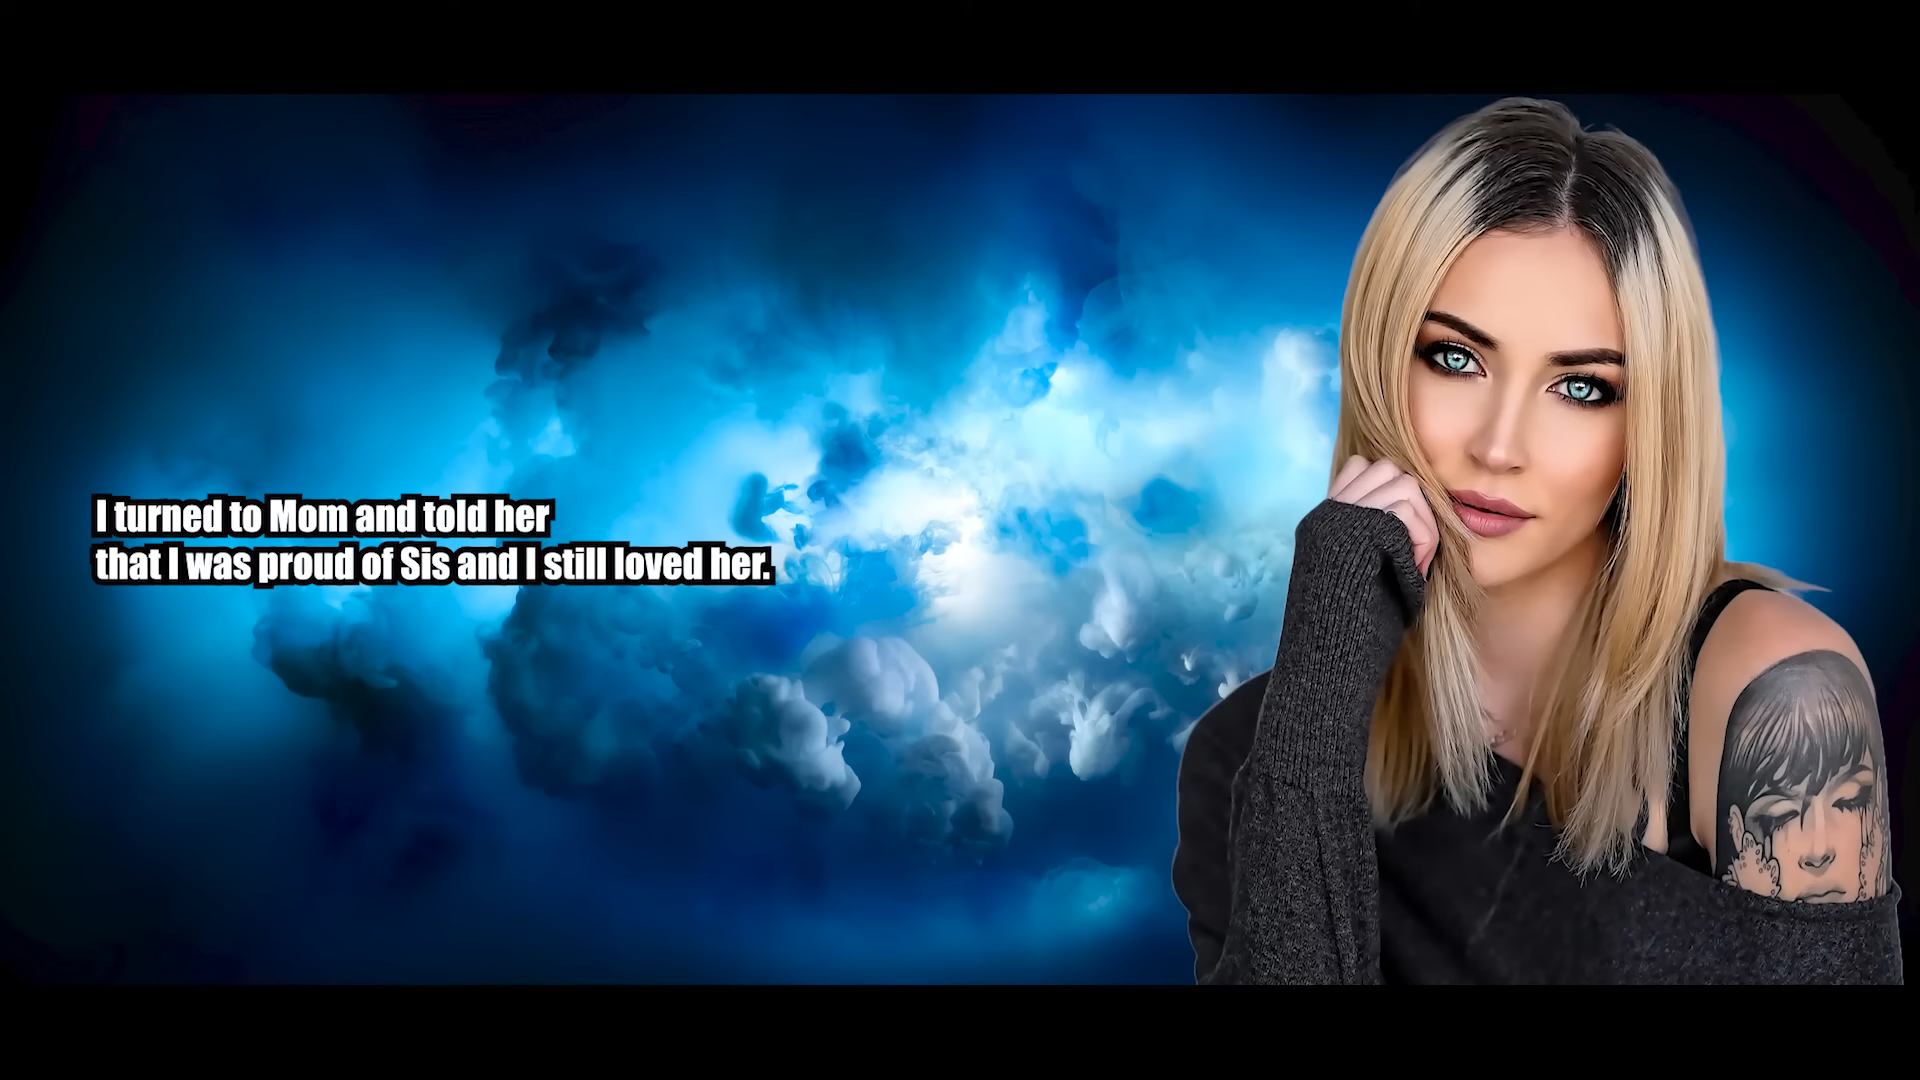 I turned to Mom and told her
that I was proud of Sis and I still loved her.